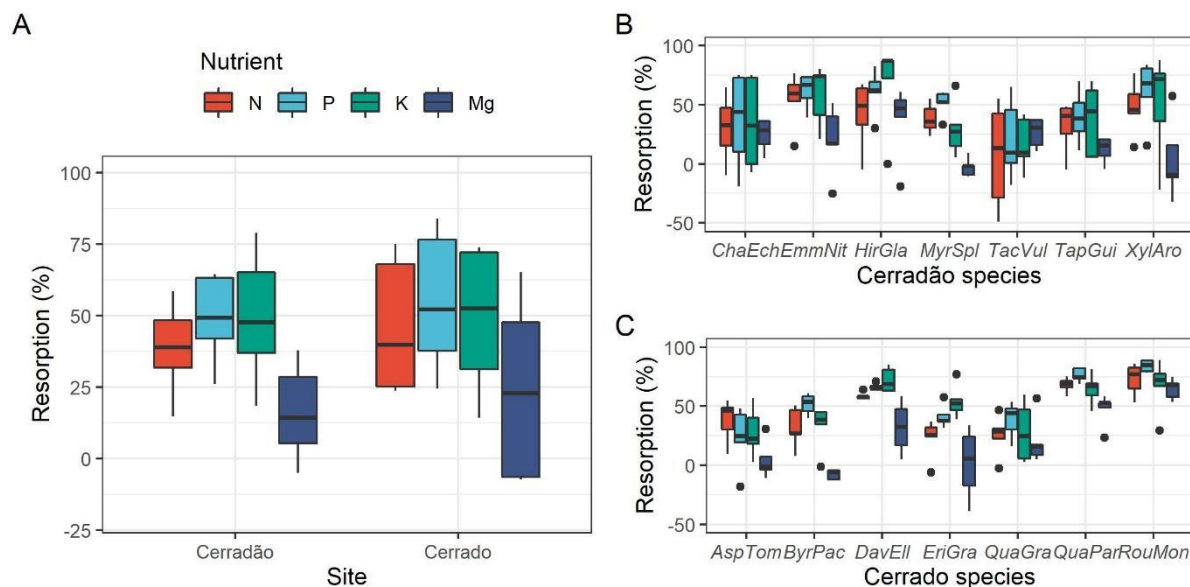 A
Nutrient
N P K Mg
Resorption (%)
100
75
50
25
0
-25
Cerradão Cerrado
Site
B
Resorption (%)
100
50
0
-50
ChaEch EmmNit HirGla MyrSpl TacVul TapGui XylAro
Cerradão species
C
Resorption (%)
100
50
0
-50
AspTom ByrPac DavEll EriGra QuaGra QuaPar RouMon
Cerrado species